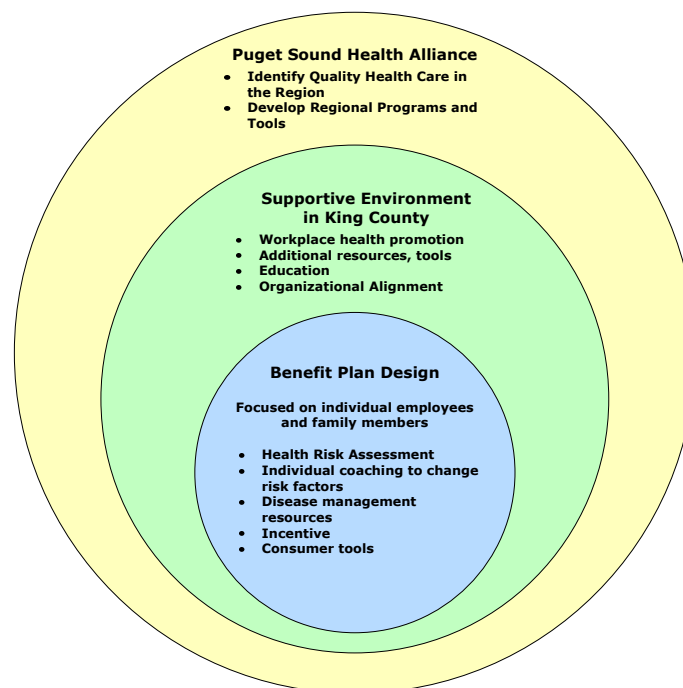 Puget Sound Health Alliance
• Identify Quality Health Care in
the Region
• Develop Regional Programs and
Tools
Supportive Environment
in King County
• Workplace health promotion
• Additional resources, tools
• Education
• Organizational Alignment
Benefit Plan Design
Focused on individual employees
and family members
• Health Risk Assessment
• Individual coaching to change
risk factors
• Disease management
resources
• Incentive
• Consumer tools